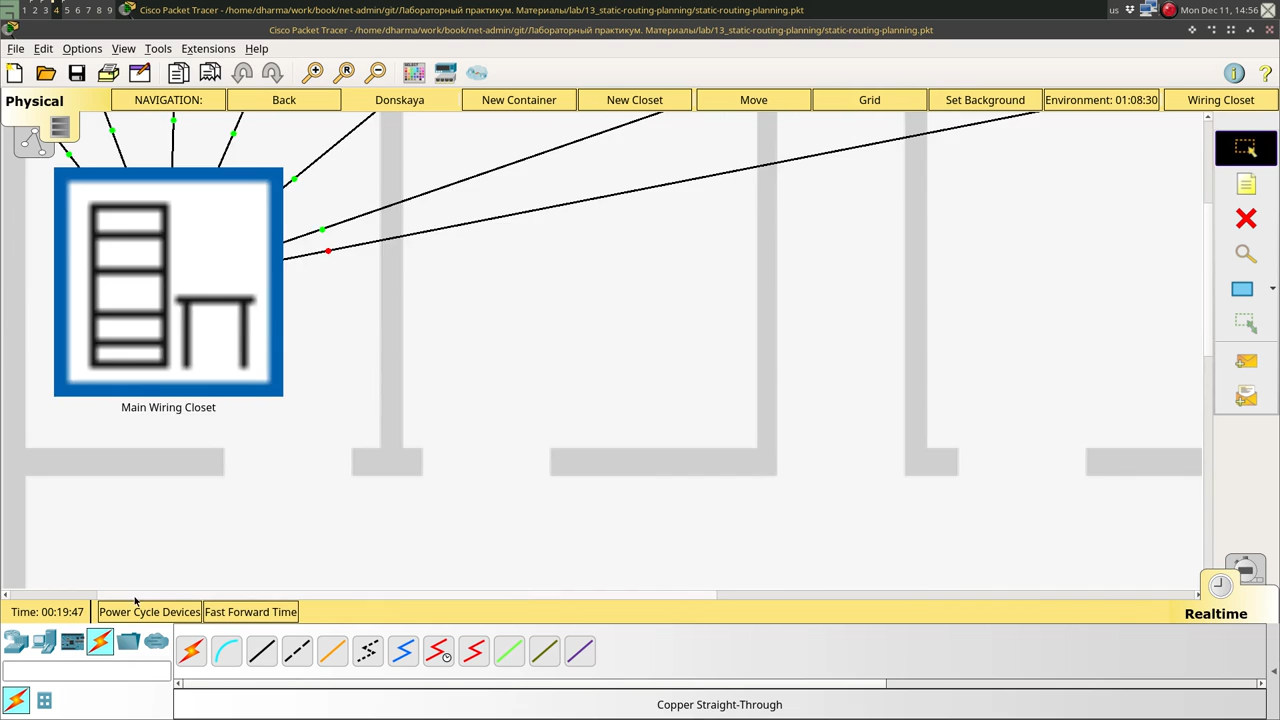 1 2 3 4 5 6 7 8 9 Cisco Packet Tracer - /home/dharma/work/book/net-admin/git/Лабораторный практикум. Материалы/lab/13_static-routing-planning/static-routing-planning.pkt us Mon Dec 11, 14:56
Cisco Packet Tracer - /home/dharma/work/book/net-admin/git/Лабораторный практикум. Материалы/lab/13_static-routing-planning/static-routing-planning.pkt
File Edit Options View Tools Extensions Help
Physical NAVIGATION: Back Donskaya New Container New Closet Move Grid Set Background Environment: 01:08:30 Wiring Closet
Main Wiring Closet
Time: 00:19:47 Power Cycle Devices Fast Forward Time Realtime
Copper Straight-Through